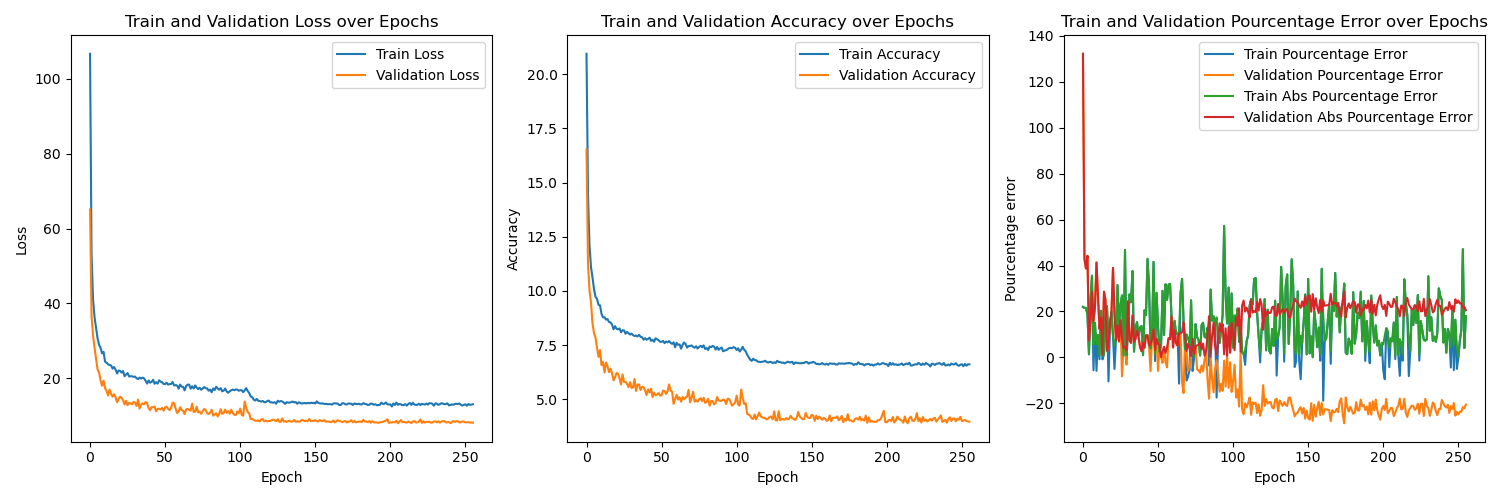 Train and Validation Loss over Epochs
Train Loss
Validation Loss
100
80
60
40
20
Loss
0
50
100
150
200
250
Epoch
Train and Validation Accuracy over Epochs
Train Accuracy
Validation Accuracy
20.0
17.5
15.0
12.5
10.0
7.5
5.0
Accuracy
0
50
100
150
200
250
Epoch
Train and Validation Pourcentage Error over Epochs
Train Pourcentage Error
Validation Pourcentage Error
Train Abs Pourcentage Error
Validation Abs Pourcentage Error
140
120
100
80
60
40
20
0
−20
Pourcentage error
0
50
100
150
200
250
Epoch